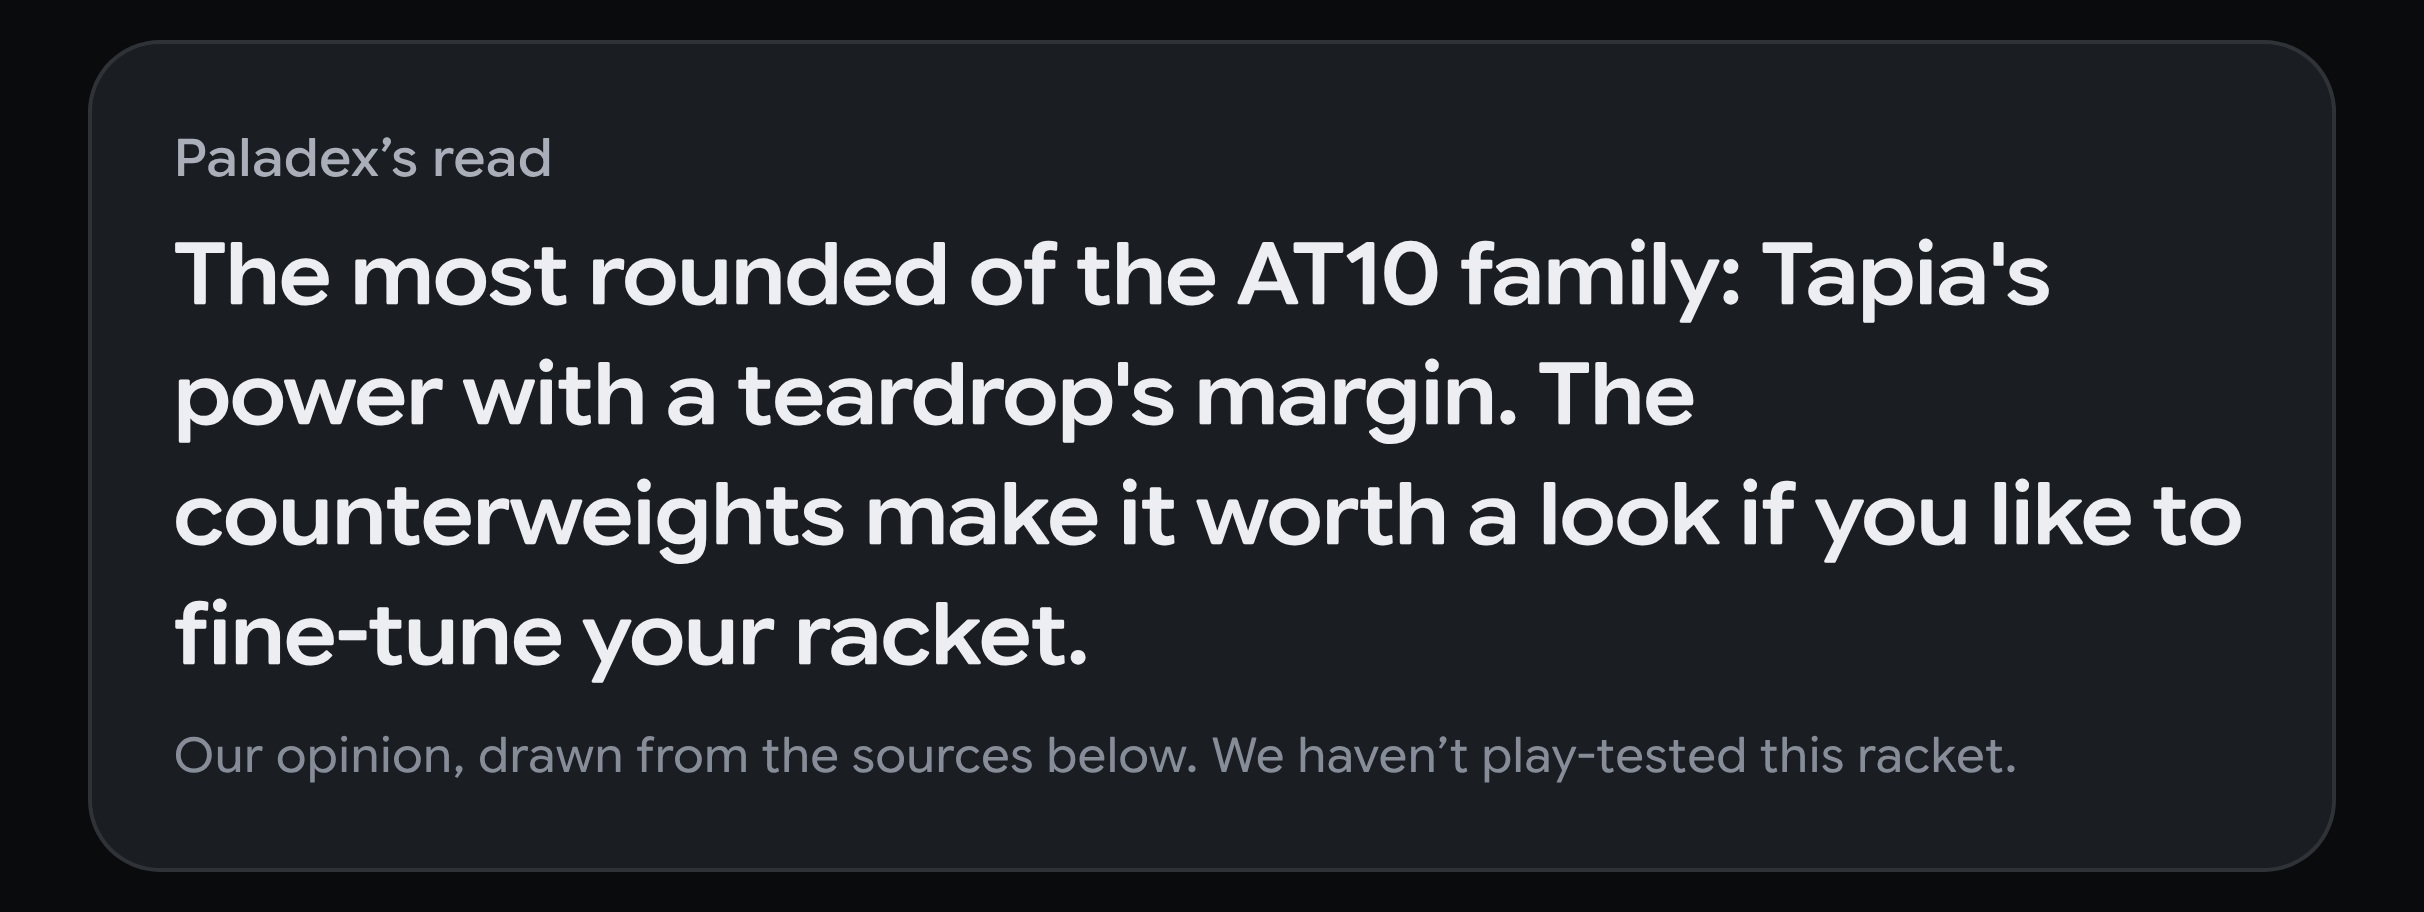 Paladex’s read
The most rounded of the AT10 family: Tapia's
power with a teardrop's margin. The
counterweights make it worth a look if you like to
fine-tune your racket.
Our opinion, drawn from the sources below. We haven’t play-tested this racket.